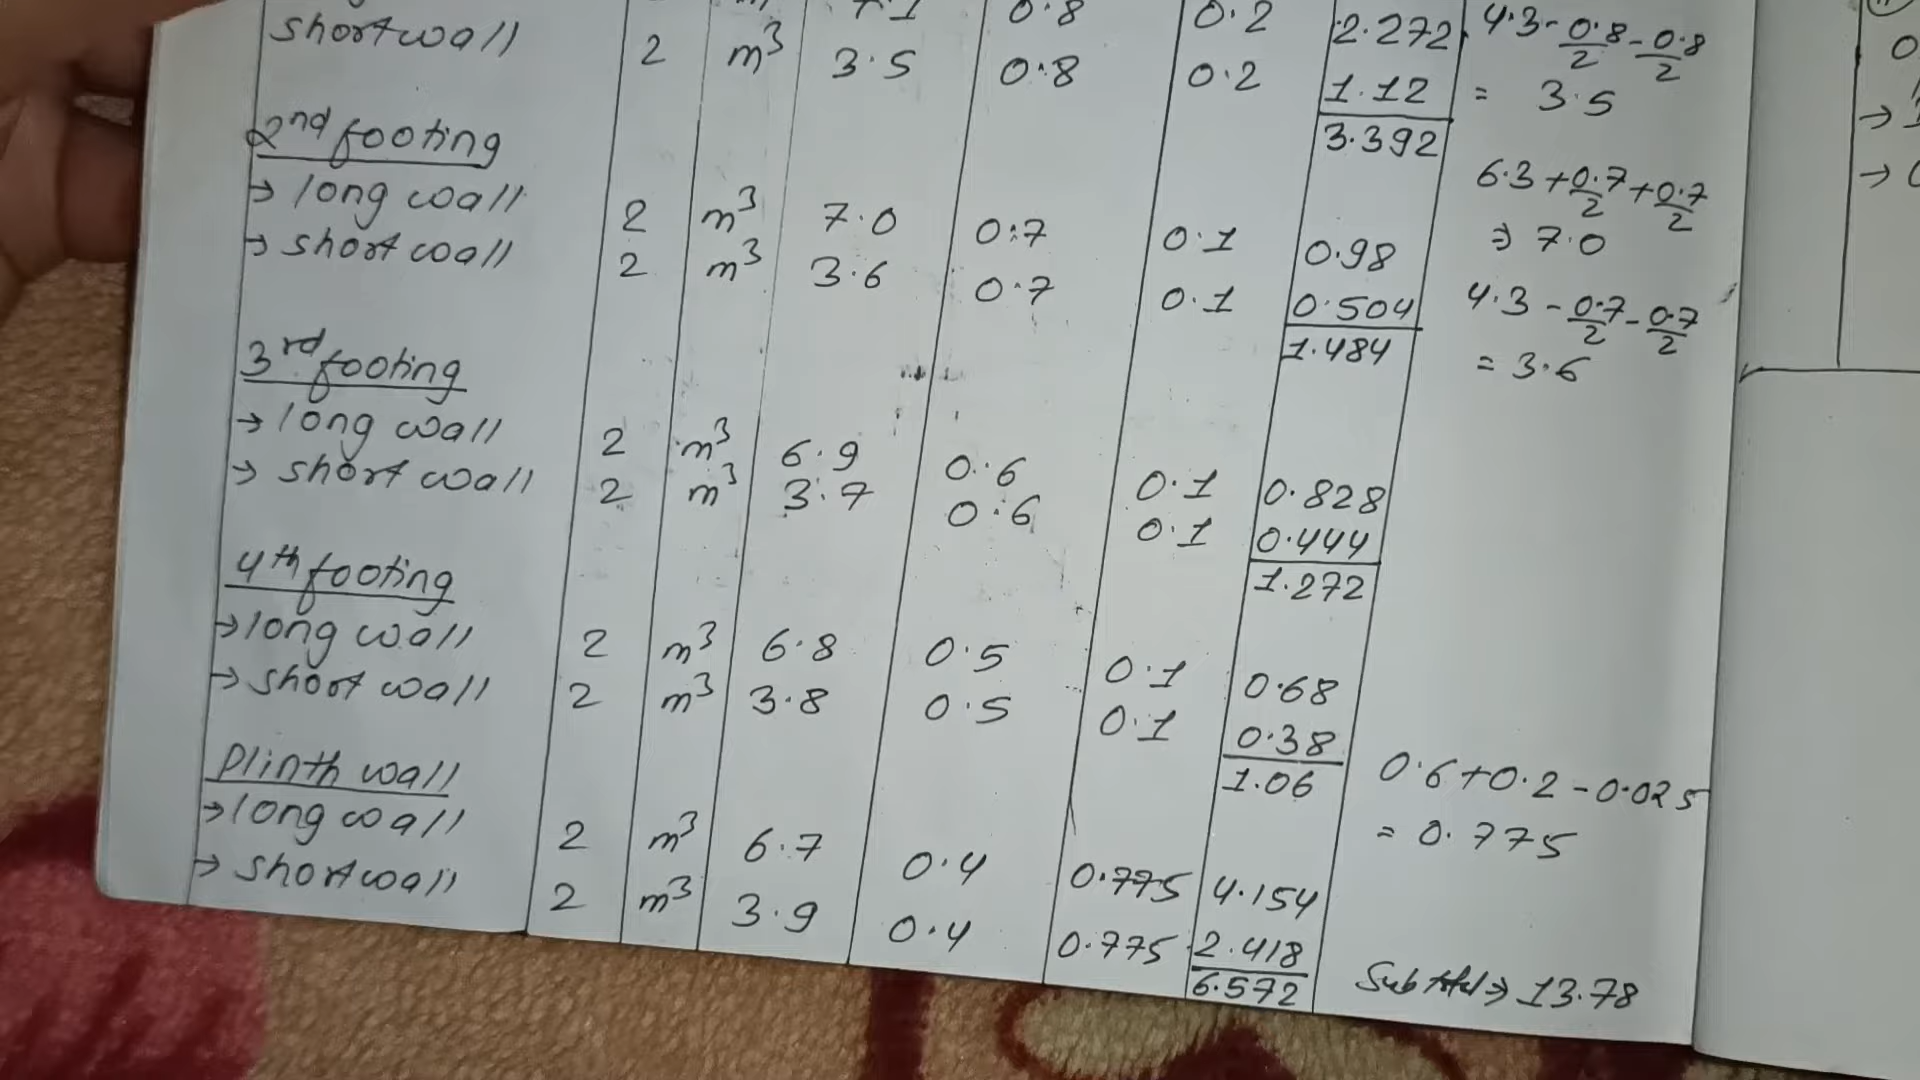 7.1 0.8 0.2 2.272 4.3-0.8/2-0.8/2
short wall 2 m³ 3.5 0.8 0.2 1.12 = 3.5
3.392
2nd footing
6.3+0.7/2+0.7/2
→ long wall 2 m³ 7.0 0.7 0.1 0.98 ⇒ 7.0
→ short wall 2 m³ 3.6 0.7 0.1 0.504 4.3-0.7/2-0.7/2
1.484 = 3.6
3rd footing
→ long wall 2 m³ 6.9 0.6 0.1 0.828
→ short wall 2 m³ 3.7 0.6 0.1 0.444
1.272
4th footing
→ long wall 2 m³ 6.8 0.5 0.1 0.68
→ short wall 2 m³ 3.8 0.5 0.1 0.38
1.06 0.6+0.2-0.025
Plinth wall = 0.775
→ long wall 2 m³ 6.7 0.4 0.775 4.154
→ short wall 2 m³ 3.9 0.4 0.775 2.418
6.572 Subtotal ⇒ 13.78